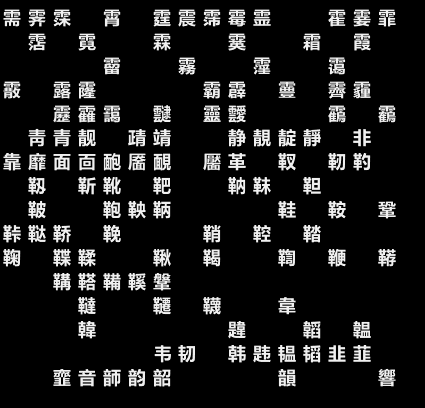 需霁霂霄霆震霈霉霊霍霎霏
霑霓霖霙霜霞
霤霧霪霭
霰露霳霸霹霻霽霾
靂靃靄靆靈靉靍靏
靑青靓靕靖静靚靛靜非
靠靡面靣靤靥靦靨革靫靭靮
靱靳靴靶靹靺靼
鞁鞄鞅鞆鞋鞍鞏
鞐鞑鞒鞔鞘鞚鞜
鞠鞢鞣鞦鞨鞫鞭鞯
鞲鞳鞴鞵鞶
韃韆韈韋
韓韙韜韞
韦韧韩韪韫韬韭韮
韲音韴韵韶韻響